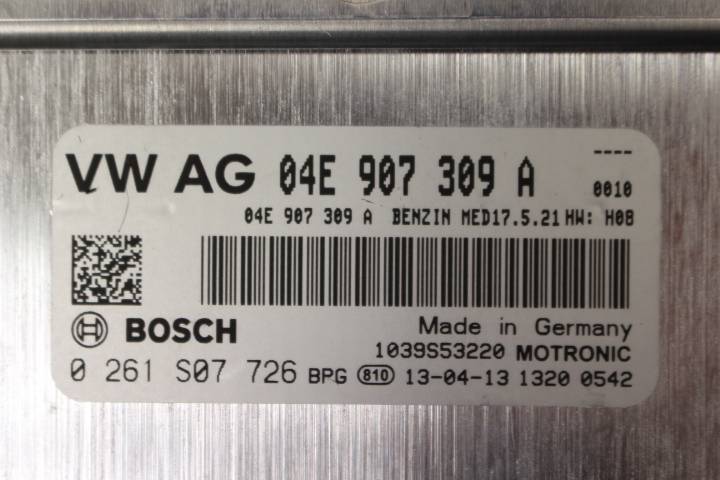 VW AG 04E 907 309 A ----
0010
04E 907 309 A BENZIN MED17.5.21 HW: H08
BOSCH Made in Germany
1039S53220 MOTRONIC
0 261 S07 726 BPG 810 13-04-13 1320 0542